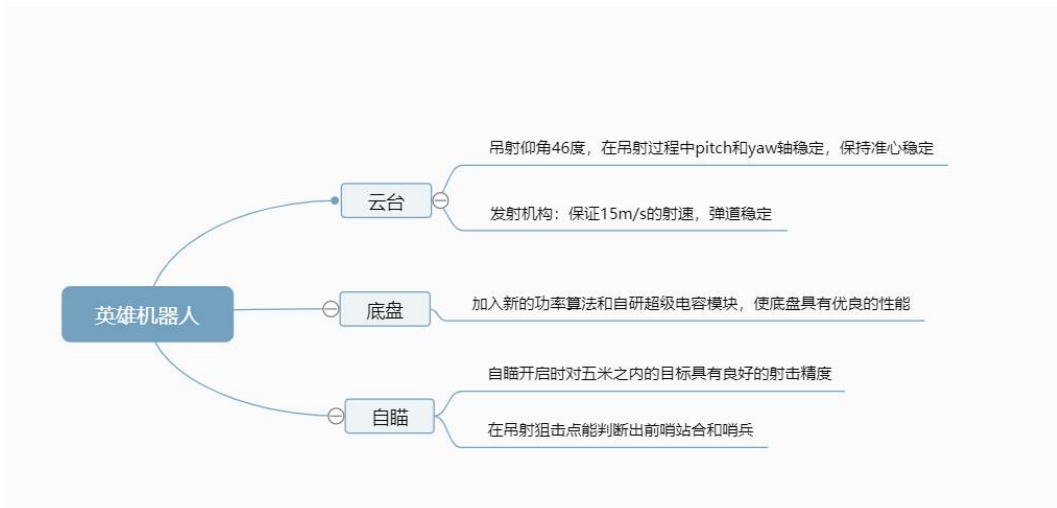 吊射仰角46度，在吊射过程中pitch和yaw轴稳定，保持准心稳定
云台
发射机构：保证15m/s的射速，弹道稳定
英雄机器人
底盘
加入新的功率算法和自研超级电容模块，使底盘具有优良的性能
自瞄开启时对五米之内的目标具有良好的射击精度
自瞄
在吊射狙击点能判断出前哨站合和哨兵